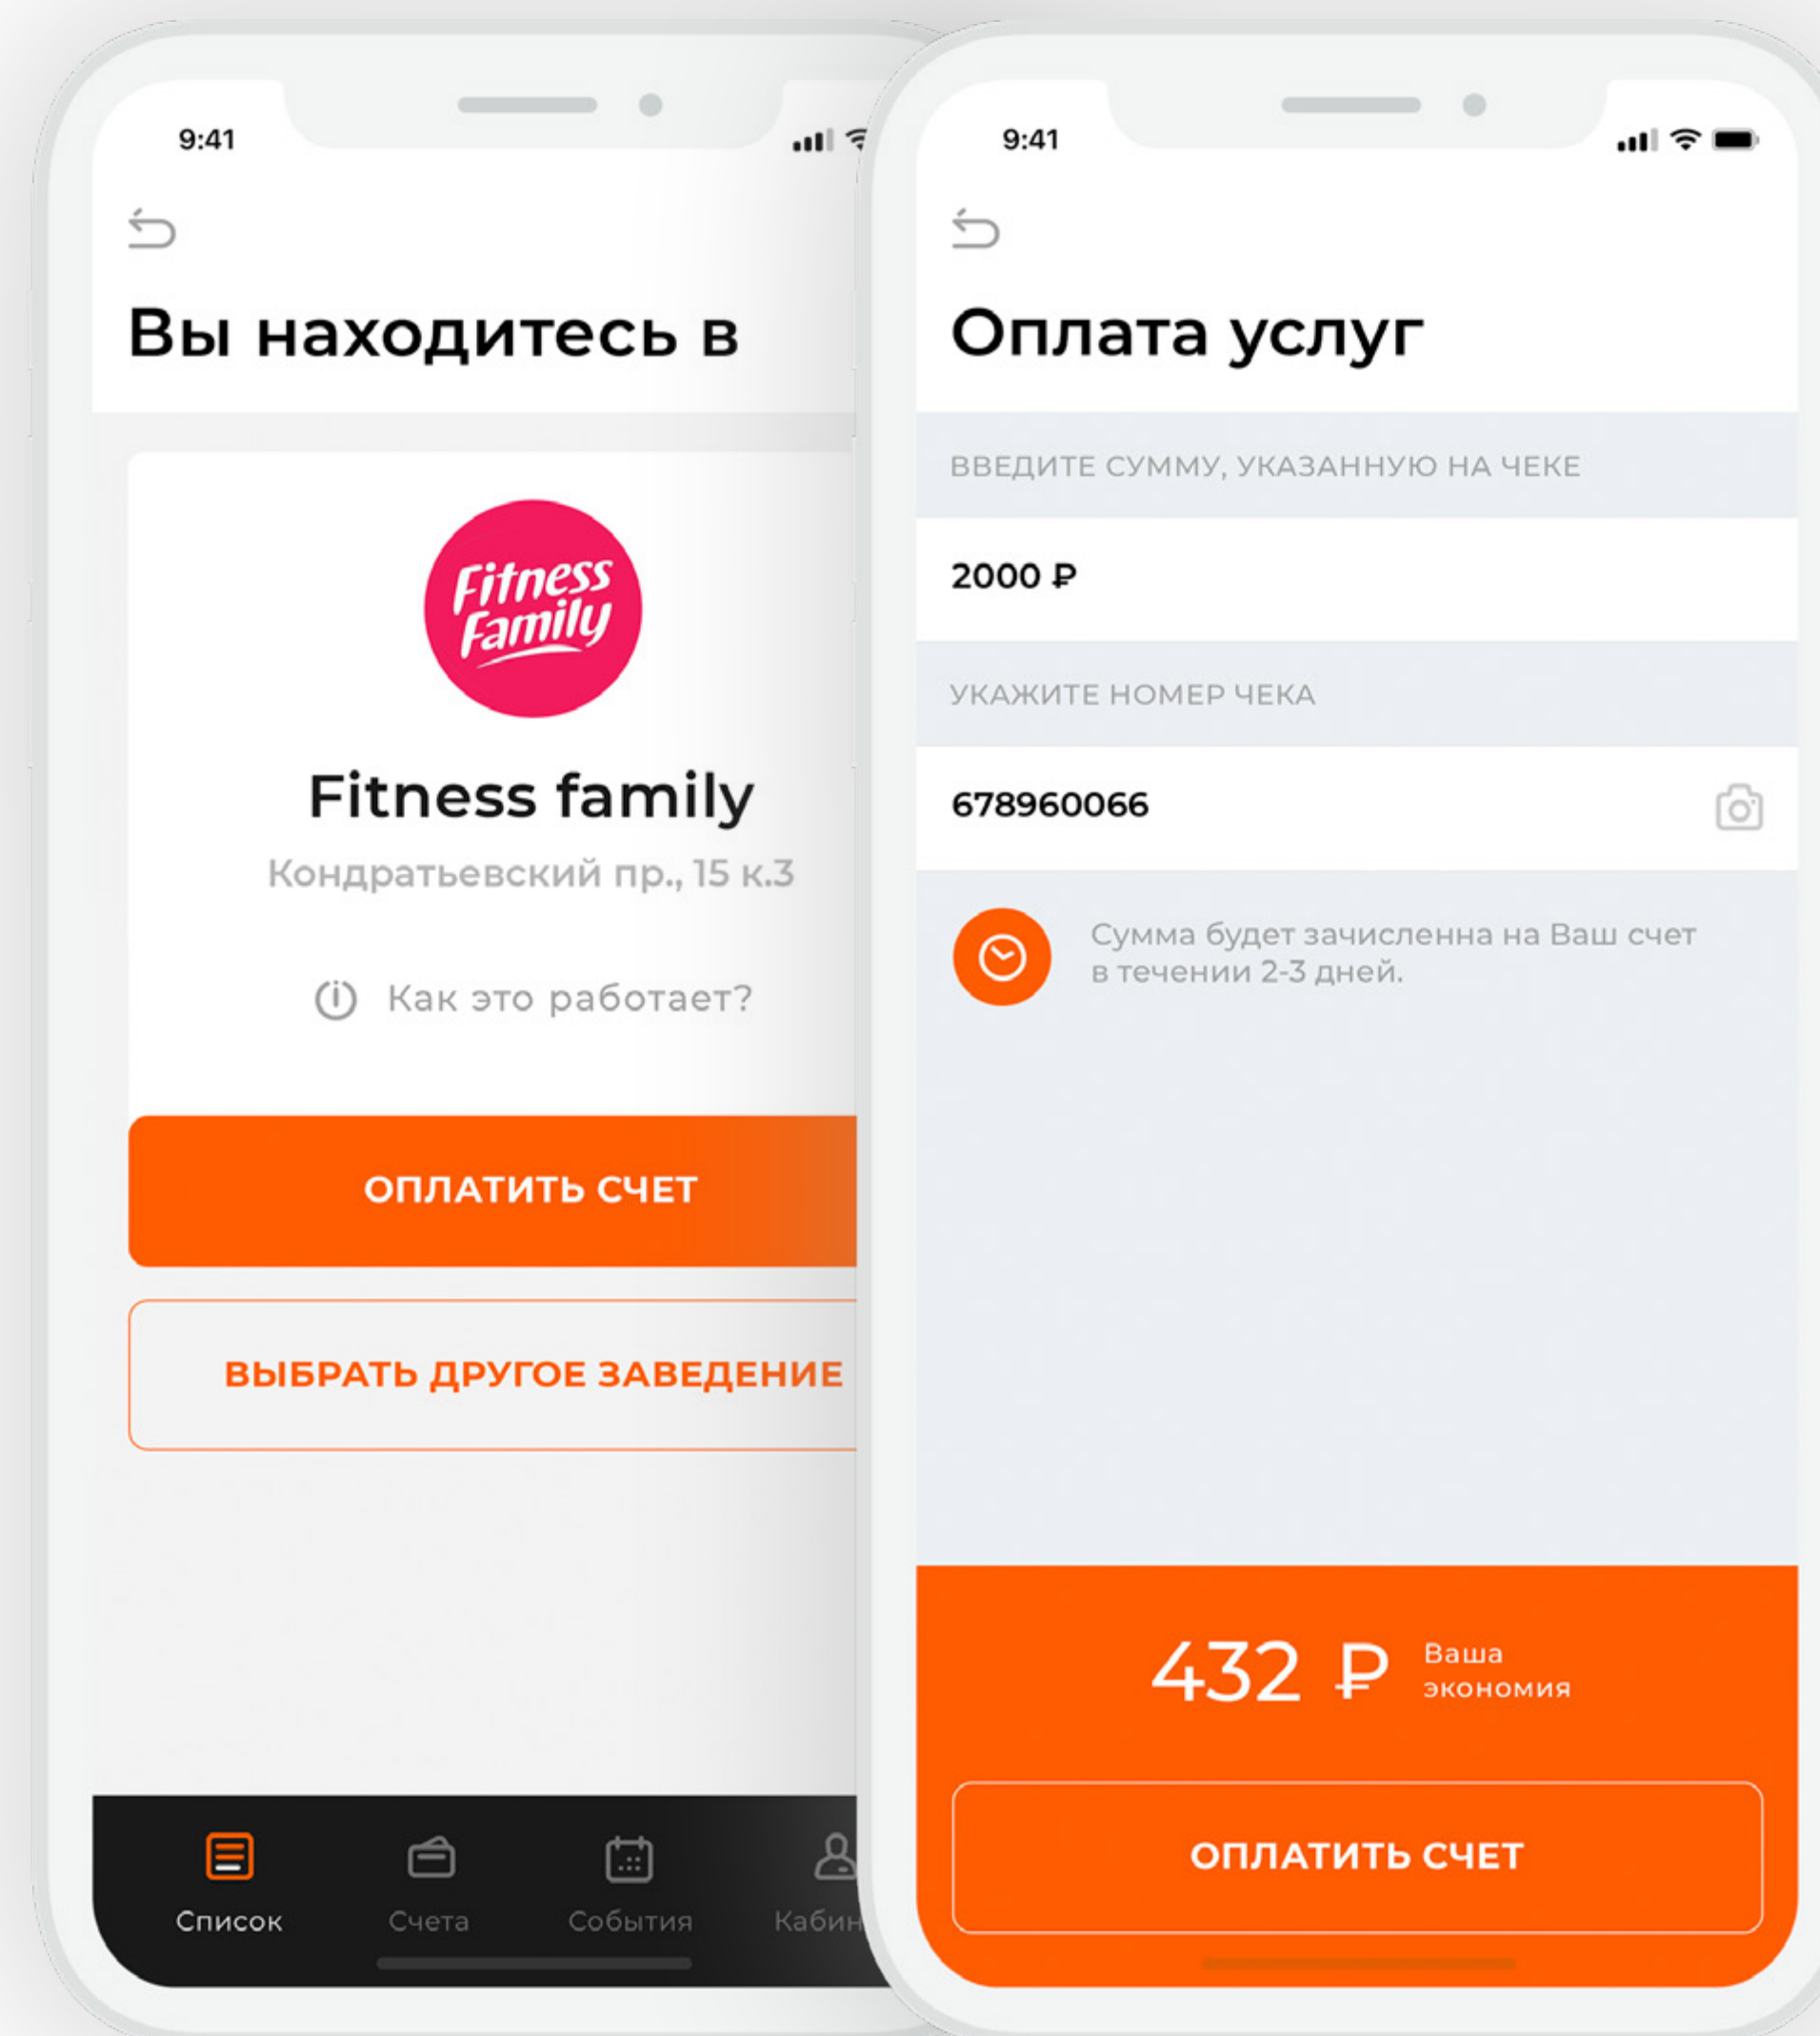 9:41
Вы находитесь в
Fitness
Family
Fitness family
Кондратьевский пр., 15 к.3
Как это работает?
ОПЛАТИТЬ СЧЕТ
ВЫБРАТЬ ДРУГОЕ ЗАВЕДЕНИЕ
Список
Счета
События
Кабин
9:41
Оплата услуг
ВВЕДИТЕ СУММУ, УКАЗАННУЮ НА ЧЕКЕ
2000 ₽
УКАЖИТЕ НОМЕР ЧЕКА
678960066
Сумма будет зачисленна на Ваш счет
в течении 2-3 дней.
432 ₽
Ваша
экономия
ОПЛАТИТЬ СЧЕТ